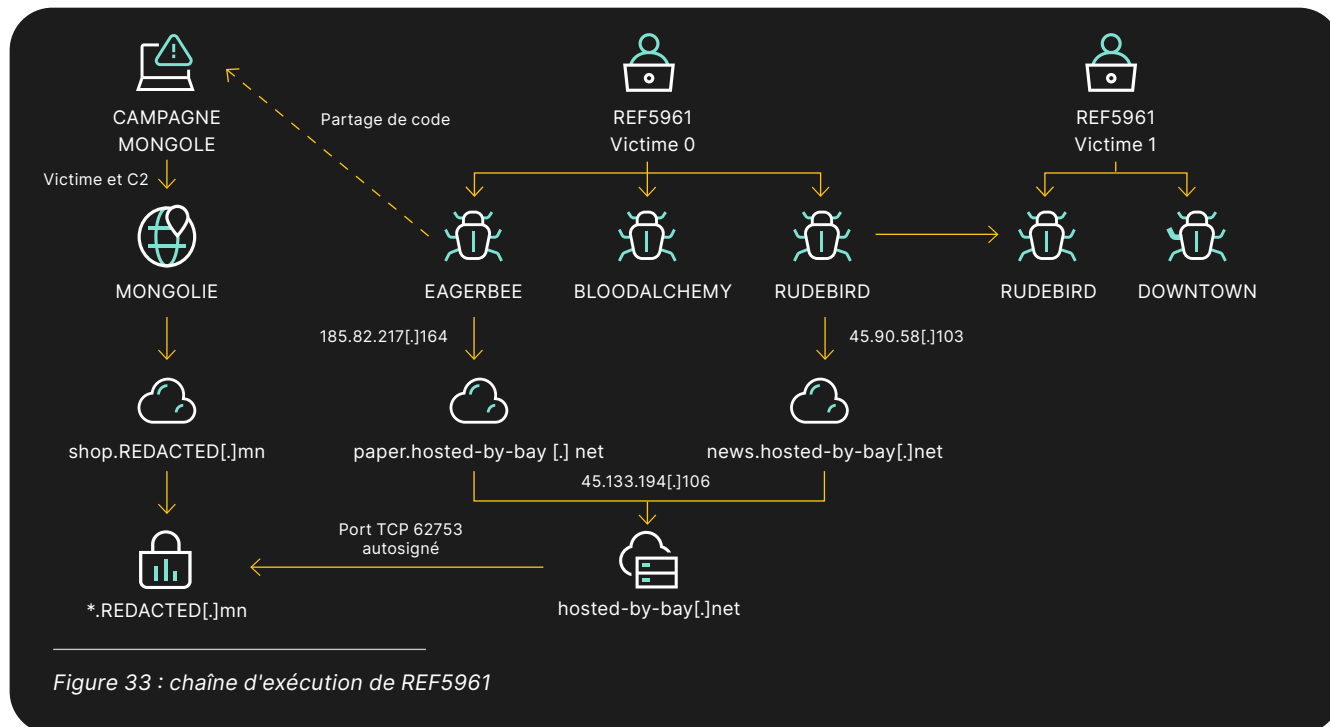 CAMPAGNE
MONGOLE
REF5961
Victime 0
REF5961
Victime 1
Partage de code
Victime et C2
MONGOLIE
EAGERBEE
BLOODALCHEMY
RUDEBIRD
RUDEBIRD
DOWNTOWN
185.82.217[.]164
45.90.58[.]103
shop.REDACTED[.]mn
paper.hosted-by-bay [.] net
news.hosted-by-bay[.]net
45.133.194[.]106
Port TCP 62753
autosigné
*.REDACTED[.]mn
hosted-by-bay[.]net
Figure 33 : chaîne d'exécution de REF5961